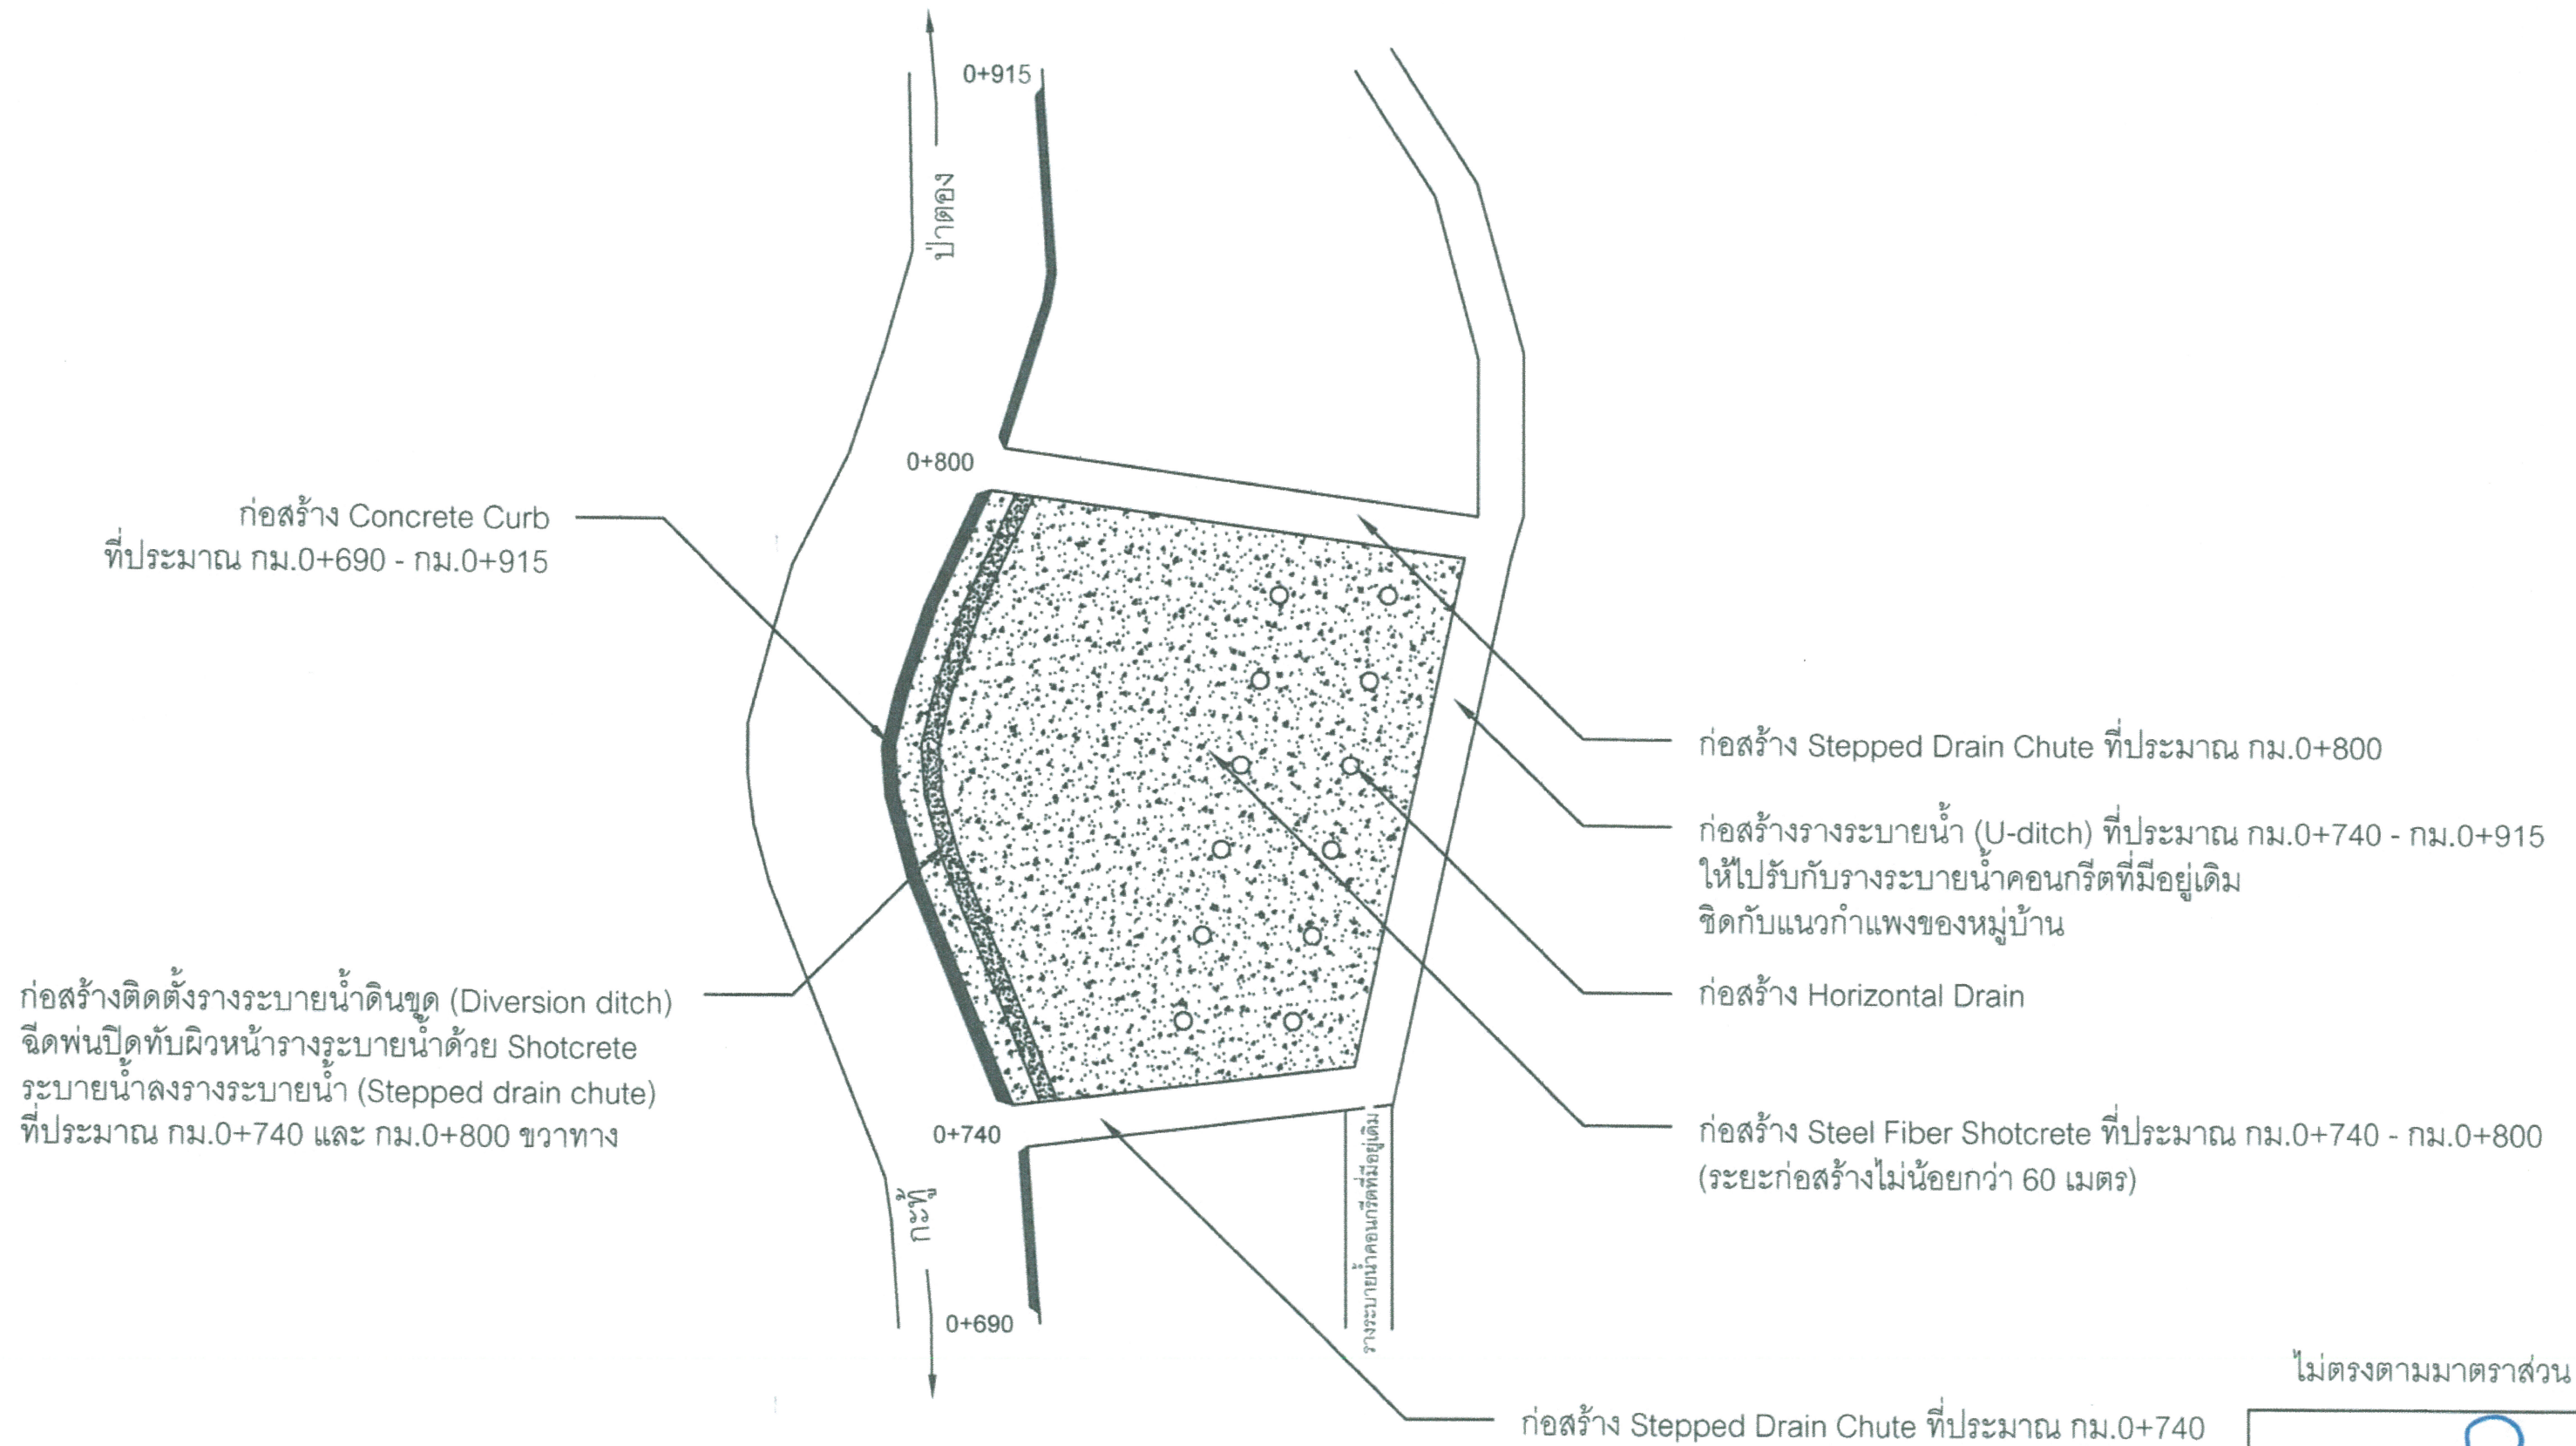 0+915
ป่าตอง
0+800
ก่อสร้าง Concrete Curb
ที่ประมาณ กม.0+690 - กม.0+915
ก่อสร้าง Stepped Drain Chute ที่ประมาณ กม.0+800
ก่อสร้างรางระบายน้ำ (U-ditch) ที่ประมาณ กม.0+740 - กม.0+915
ให้ไปรับกับรางระบายน้ำคอนกรีตที่มีอยู่เดิม
ชิดกับแนวกำแพงของหมู่บ้าน
ก่อสร้าง Horizontal Drain
ก่อสร้างติดตั้งรางระบายน้ำดินขุด (Diversion ditch)
ฉีดพ่นปิดทับผิวหน้ารางระบายน้ำด้วย Shotcrete
ระบายน้ำลงรางระบายน้ำ (Stepped drain chute)
ที่ประมาณ กม.0+740 และ กม.0+800 ขวาทาง
ก่อสร้าง Steel Fiber Shotcrete ที่ประมาณ กม.0+740 - กม.0+800
(ระยะก่อสร้างไม่น้อยกว่า 60 เมตร)
0+740
กะทู้
รางระบายน้ำคอนกรีตที่มีอยู่เดิม
0+690
ไม่ตรงตามมาตราส่วน
ก่อสร้าง Stepped Drain Chute ที่ประมาณ กม.0+740